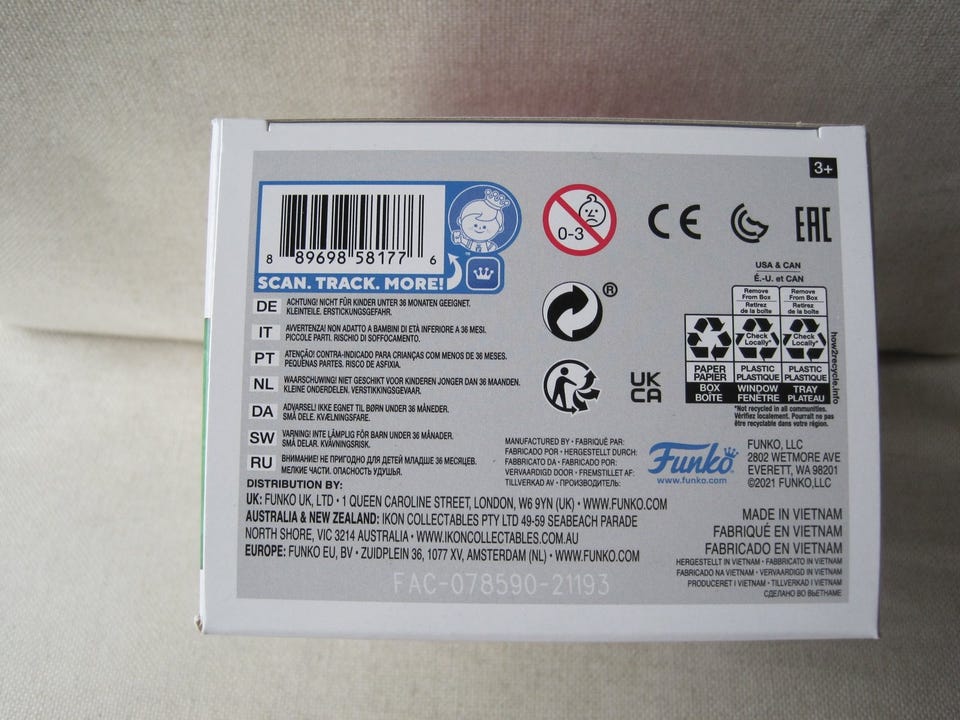 3+
8 89698 58177 6
SCAN. TRACK. MORE!
™
0-3
CE
EAC
USA & CAN
É.-U. et CAN
Remove From Box
Retirez de la boîte
Remove From Box
Retirez de la boîte
Check Locally*
Check Locally*
PAPER
PAPIER
PLASTIC
PLASTIQUE
PLASTIC
PLASTIQUE
BOX
BOÎTE
WINDOW
FENÊTRE
TRAY
PLATEAU
how2recycle.info
*Not recycled in all communities.
Vérifiez localement. Pourrait ne pas
être recyclable dans votre région.
®
UK
CA
DE ACHTUNG! NICHT FÜR KINDER UNTER 36 MONATEN GEEIGNET.
KLEINTEILE. ERSTICKUNGSGEFAHR.
IT AVVERTENZA! NON ADATTO A BAMBINI DI ETÀ INFERIORE A 36 MESI.
PICCOLE PARTI. RISCHIO DI SOFFOCAMENTO.
PT ATENÇÃO! CONTRA-INDICADO PARA CRIANÇAS COM MENOS DE 36 MESES.
PEQUENAS PARTES. RISCO DE ASFIXIA.
NL WAARSCHUWING! NIET GESCHIKT VOOR KINDEREN JONGER DAN 36 MAANDEN.
KLEINE ONDERDELEN. VERSTIKKINGSGEVAAR.
DA ADVARSEL! IKKE EGNET TIL BØRN UNDER 36 MÅNEDER.
SMÅ DELE. KVÆLNINGSFARE.
SW VARNING! INTE LÄMPLIG FÖR BARN UNDER 36 MÅNADER.
SMÅ DELAR. KVÄVNINGSRISK.
RU ВНИМАНИЕ! НЕ ПРИГОДНО ДЛЯ ДЕТЕЙ МЛАДШЕ 36 МЕСЯЦЕВ.
МЕЛКИЕ ЧАСТИ. ОПАСНОСТЬ УДУШЬЯ.
MANUFACTURED BY • FABRIQUÉ PAR:
FABRICADO POR • HERGESTELLT DURCH:
FABBRICATO DA • FABRICADO POR:
VERVAARDIGD DOOR • FREMSTILLET AF:
TILLVERKAD AV • ПРОИЗВОДИТЕЛЬ:
Funko
www.funko.com
FUNKO, LLC
2802 WETMORE AVE
EVERETT, WA 98201
©2021 FUNKO,LLC
DISTRIBUTION BY:
UK: FUNKO UK, LTD • 1 QUEEN CAROLINE STREET, LONDON, W6 9YN (UK) • WWW.FUNKO.COM
AUSTRALIA & NEW ZEALAND: IKON COLLECTABLES PTY LTD 49-59 SEABEACH PARADE
NORTH SHORE, VIC 3214 AUSTRALIA • WWW.IKONCOLLECTABLES.COM.AU
EUROPE: FUNKO EU, BV • ZUIDPLEIN 36, 1077 XV, AMSTERDAM (NL) • WWW.FUNKO.COM
MADE IN VIETNAM
FABRIQUÉ EN VIETNAM
FABRICADO EN VIETNAM
HERGESTELLT IN VIETNAM • FABBRICATO IN VIETNAM
FABRICADO NA VIETNAM • VERVAARDIGD IN VIETNAM
PRODUCERET I VIETNAM • TILLVERKAD I VIETNAM
СДЕЛАНО ВО ВЬЕТНАМЕ
FAC-078590-21193